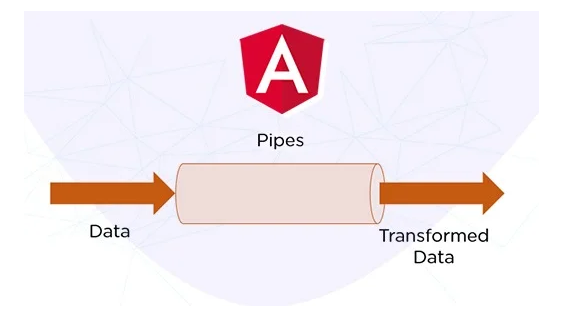 A
Pipes
Data
Transformed
Data